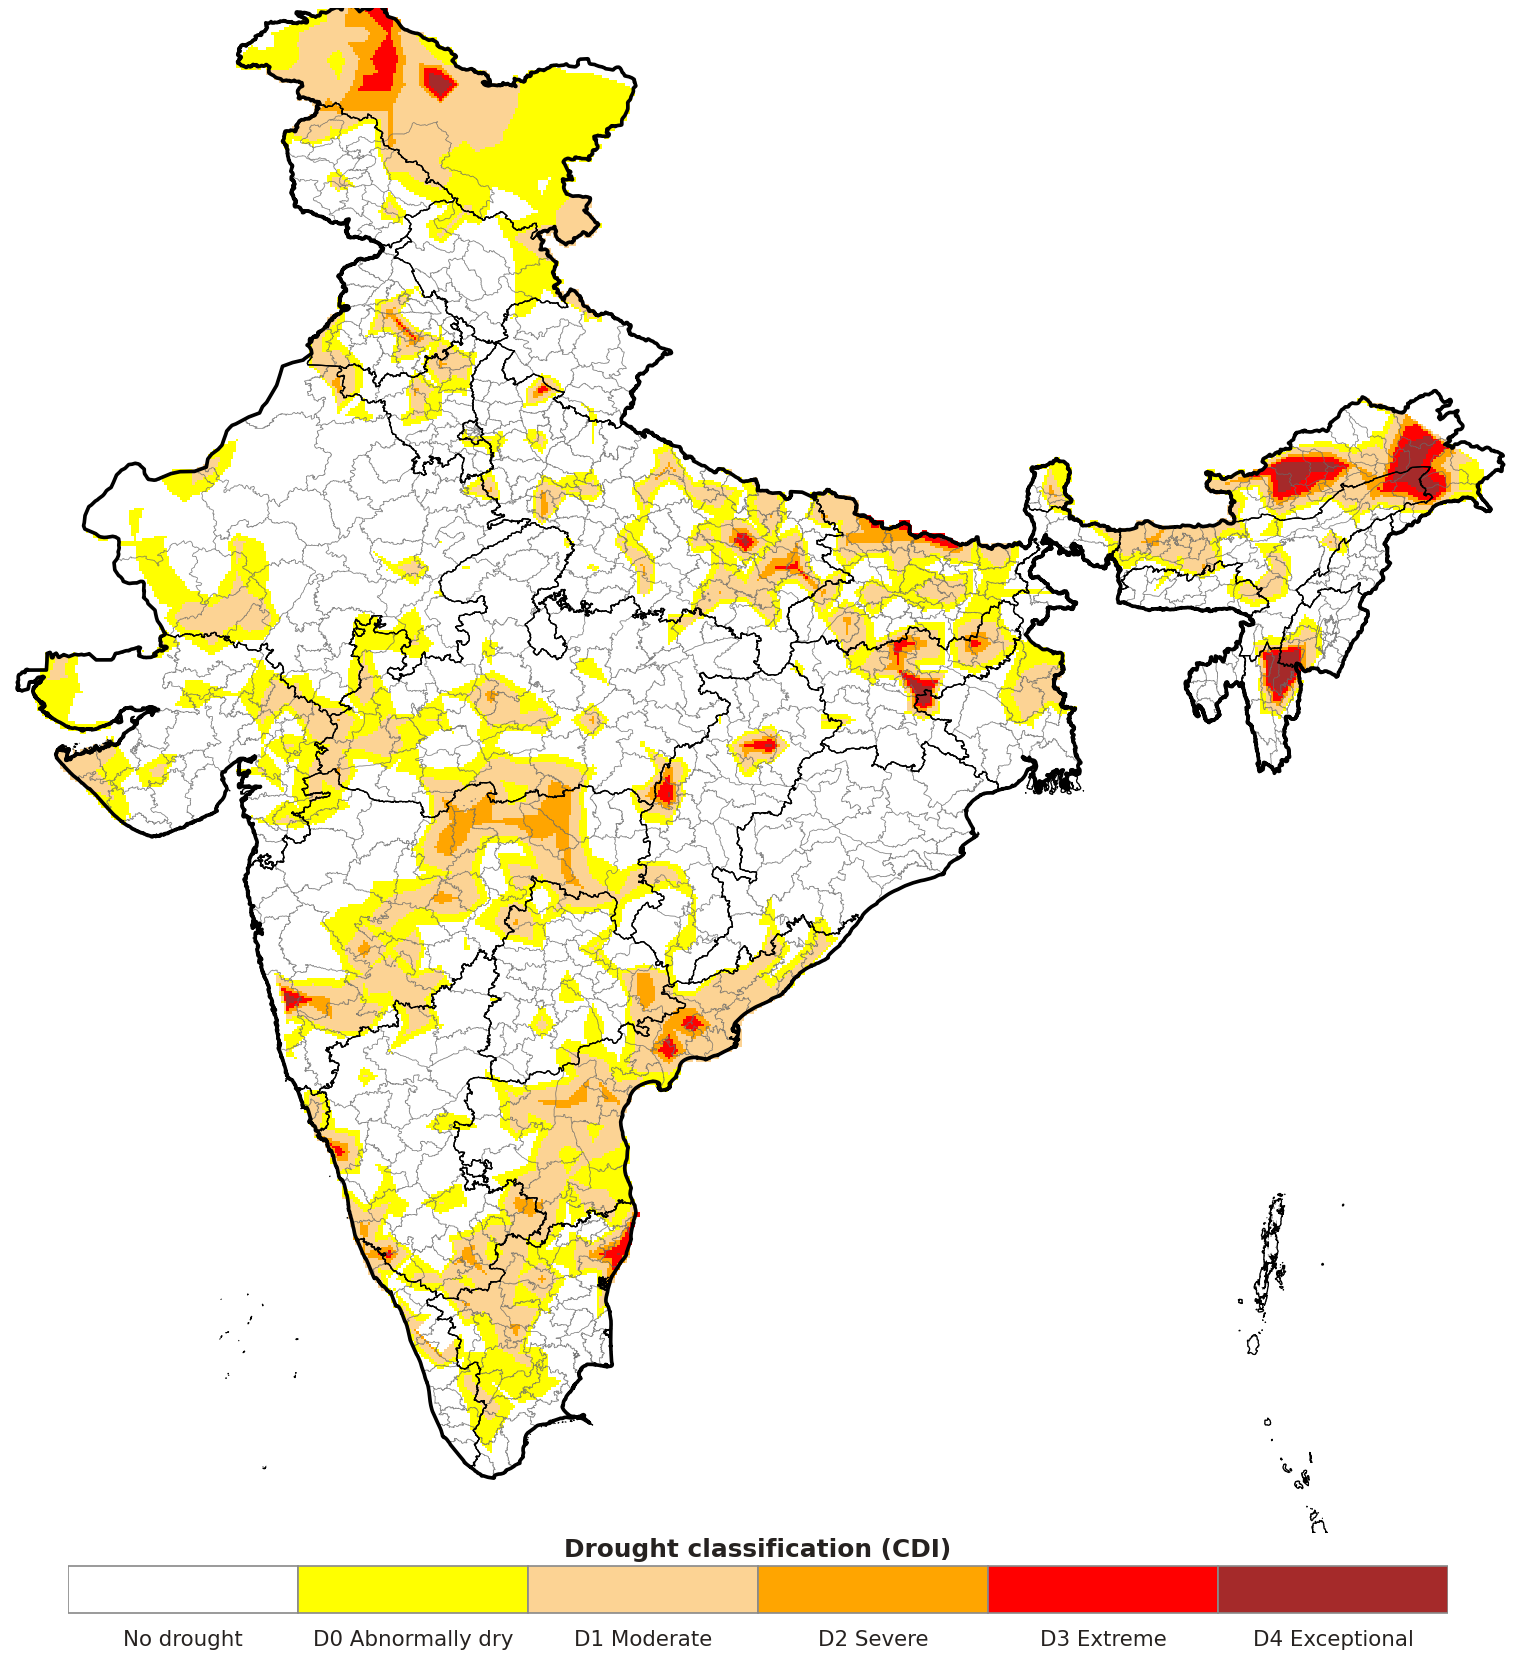 Drought classification (CDI)
No drought
D0 Abnormally dry
D1 Moderate
D2 Severe
D3 Extreme
D4 Exceptional